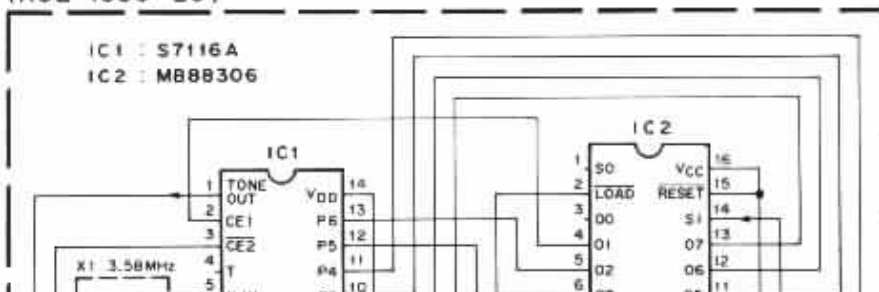 IC1 : S7116A
IC2 : MB88306
IC1
IC2
1 TONE OUT
2 CE1
3 CE2
4 T
5
VDD 14
P6 13
P5 12
P4 11
10
X1 3.58MHz
1 SO
2 LOAD
3 O0
4 O1
5 O2
6
VCC 16
RESET 15
SI 14
O7 13
O6 12
11